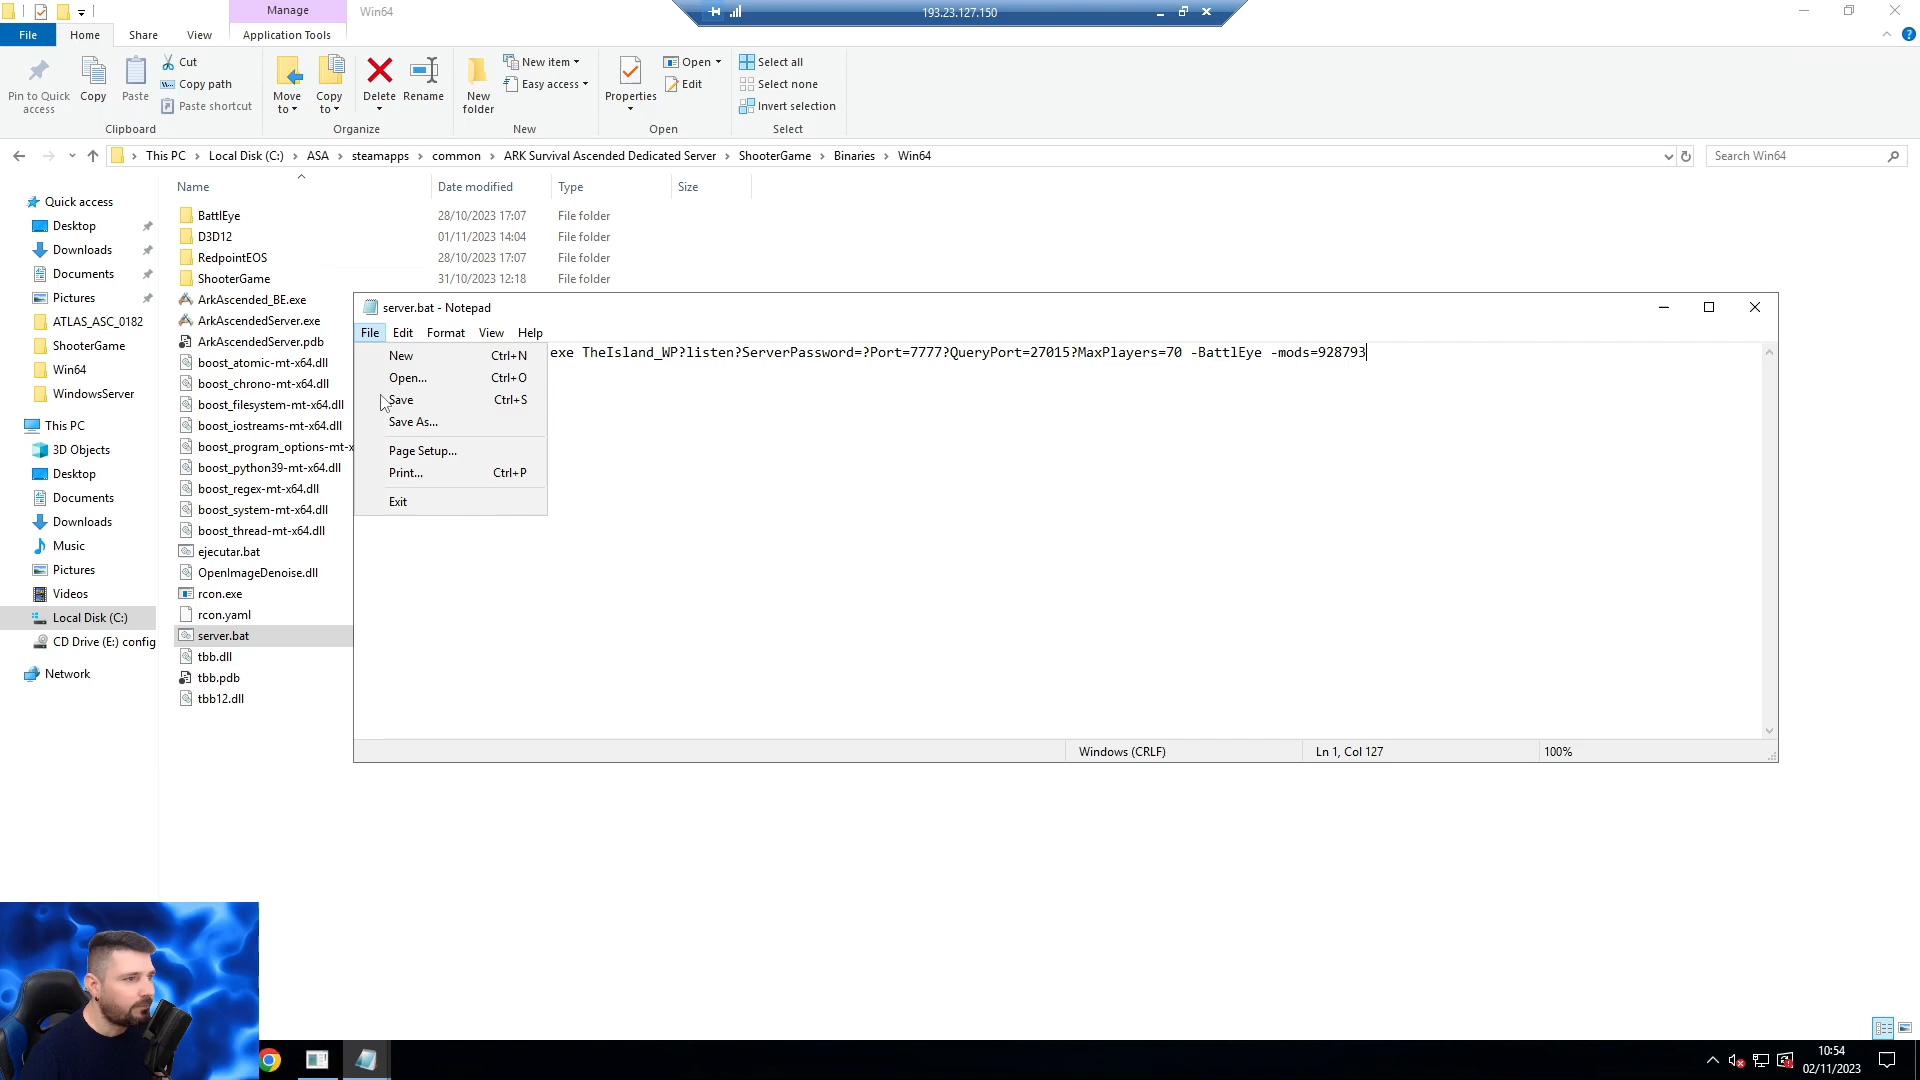 Manage
Win64
193.23.127.150
File
Home
Share
View
Application Tools
Pin to Quick access
Copy
Paste
Cut
Copy path
Paste shortcut
Clipboard
Move to
Copy to
Delete
Rename
Organize
New folder
New item
Easy access
New
Properties
Open
Edit
Open
Select all
Select none
Invert selection
Select
This PC
Local Disk (C:)
ASA
steamapps
common
ARK Survival Ascended Dedicated Server
ShooterGame
Binaries
Win64
Search Win64
Name
Date modified
Type
Size
Quick access
Desktop
Downloads
Documents
Pictures
ATLAS_ASC_0182
ShooterGame
Win64
WindowsServer
This PC
3D Objects
Desktop
Documents
Downloads
Music
Pictures
Videos
Local Disk (C:)
CD Drive (E:) config
Network
BattlEye 28/10/2023 17:07 File folder
D3D12 01/11/2023 14:04 File folder
RedpointEOS 28/10/2023 17:07 File folder
ShooterGame 31/10/2023 12:18 File folder
ArkAscended_BE.exe
ArkAscendedServer.exe
ArkAscendedServer.pdb
boost_atomic-mt-x64.dll
boost_chrono-mt-x64.dll
boost_filesystem-mt-x64.dll
boost_iostreams-mt-x64.dll
boost_program_options-mt-x
boost_python39-mt-x64.dll
boost_regex-mt-x64.dll
boost_system-mt-x64.dll
boost_thread-mt-x64.dll
ejecutar.bat
OpenImageDenoise.dll
rcon.exe
rcon.yaml
server.bat
tbb.dll
tbb.pdb
tbb12.dll
server.bat - Notepad
File Edit Format View Help
exe TheIsland_WP?listen?ServerPassword=?Port=7777?QueryPort=27015?MaxPlayers=70 -BattlEye -mods=928793
New Ctrl+N
Open... Ctrl+O
Save Ctrl+S
Save As...
Page Setup...
Print... Ctrl+P
Exit
Windows (CRLF)
Ln 1, Col 127
100%
10:54
02/11/2023